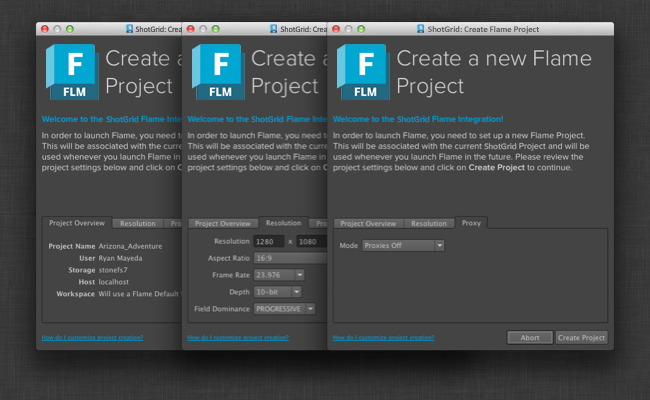 ShotGrid: Crea
F
FLM
Create a
Project
Welcome to the ShotGrid Flame Inte
In order to launch Flame, you need t
This will be associated with the curre
used whenever you launch Flame in
project settings below and click on C
Project Overview
Resolution
Pro
Project Name Arizona_Adventure
User Ryan Mayeda
Storage stonefs7
Host localhost
Workspace Will use a Flame Default
How do I customize project creation?
ShotGrid: Crea
F
FLM
Create a
Project
Welcome to the ShotGrid Flame Inte
In order to launch Flame, you need t
This will be associated with the curre
used whenever you launch Flame in
project settings below and click on C
Project Overview
Resolution
Pro
Resolution 1280 x 1080
Aspect Ratio 16:9
Frame Rate 23.976
Depth 10-bit
Field Dominance PROGRESSIVE
How do I customize project creation?
ShotGrid: Create Flame Project
F
FLM
Create a new Flame
Project
Welcome to the ShotGrid Flame Integration!
In order to launch Flame, you need to set up a new Flame Project.
This will be associated with the current ShotGrid Project and will be
used whenever you launch Flame in the future. Please review the
project settings below and click on Create Project to continue.
Project Overview
Resolution
Proxy
Mode Proxies Off
How do I customize project creation?
Abort
Create Project